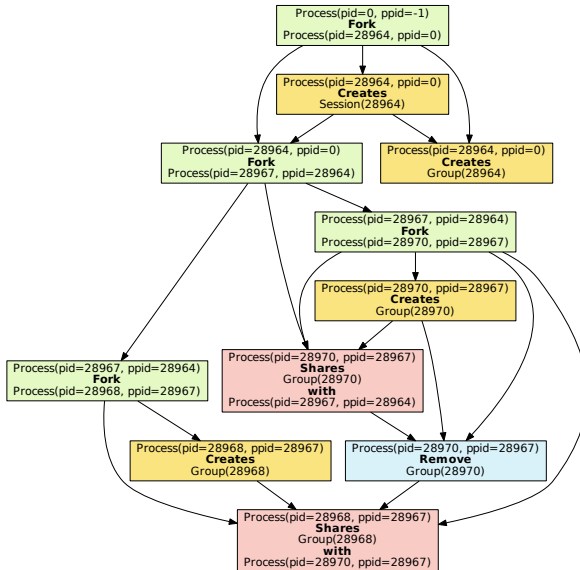 Process(pid=0, ppid=-1)
Fork
Process(pid=28964, ppid=0)
Process(pid=28964, ppid=0)
Creates
Session(28964)
Process(pid=28964, ppid=0)
Fork
Process(pid=28967, ppid=28964)
Process(pid=28964, ppid=0)
Creates
Group(28964)
Process(pid=28967, ppid=28964)
Fork
Process(pid=28970, ppid=28967)
Process(pid=28970, ppid=28967)
Creates
Group(28970)
Process(pid=28967, ppid=28964)
Fork
Process(pid=28968, ppid=28967)
Process(pid=28970, ppid=28967)
Shares
Group(28970)
with
Process(pid=28967, ppid=28964)
Process(pid=28968, ppid=28967)
Creates
Group(28968)
Process(pid=28970, ppid=28967)
Remove
Group(28970)
Process(pid=28968, ppid=28967)
Shares
Group(28968)
with
Process(pid=28970, ppid=28967)